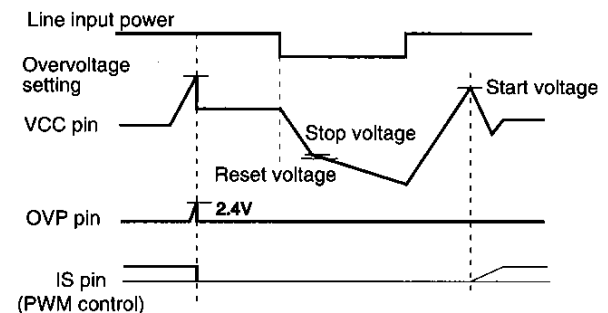 Line input power
Overvoltage
setting
Start voltage
VCC pin
Stop voltage
Reset voltage
2.4V
OVP pin
IS pin
(PWM control)